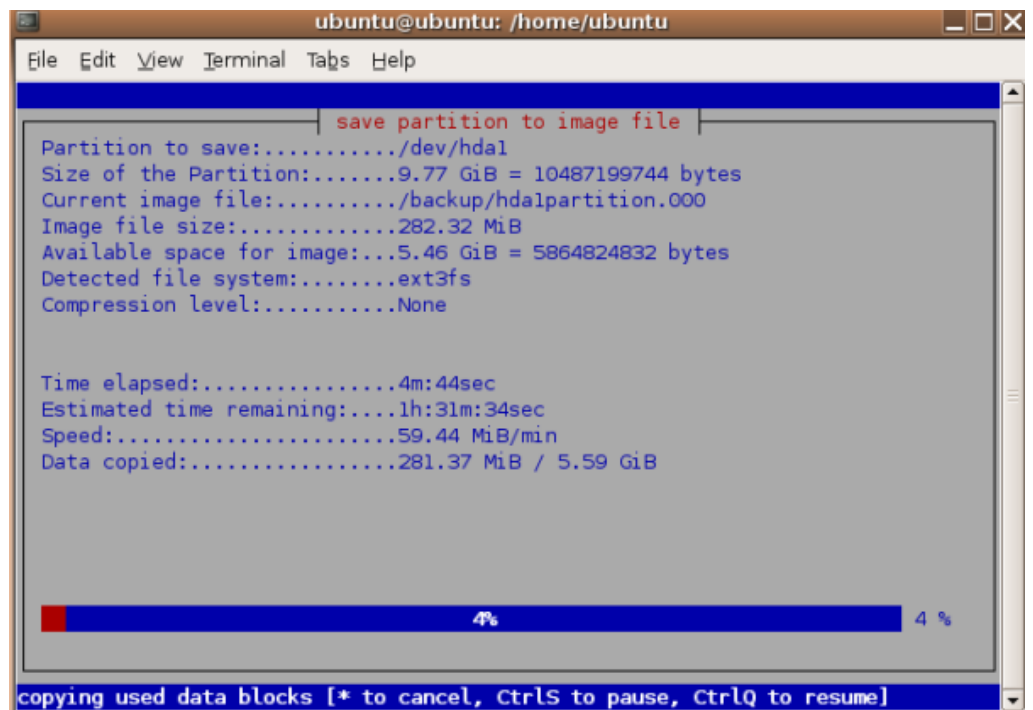 ubuntu@ubuntu: /home/ubuntu
File Edit View Terminal Tabs Help
save partition to image file
Partition to save:.........../dev/hda1
Size of the Partition:.......9.77 GiB = 10487199744 bytes
Current image file:........../backup/hda1partition.000
Image file size:.............282.32 MiB
Available space for image:...5.46 GiB = 5864824832 bytes
Detected file system:........ext3fs
Compression level:...........None
Time elapsed:................4m:44sec
Estimated time remaining:....1h:31m:34sec
Speed:.......................59.44 MiB/min
Data copied:.................281.37 MiB / 5.59 GiB
4% 4 %
copying used data blocks [* to cancel, CtrlS to pause, CtrlQ to resume]